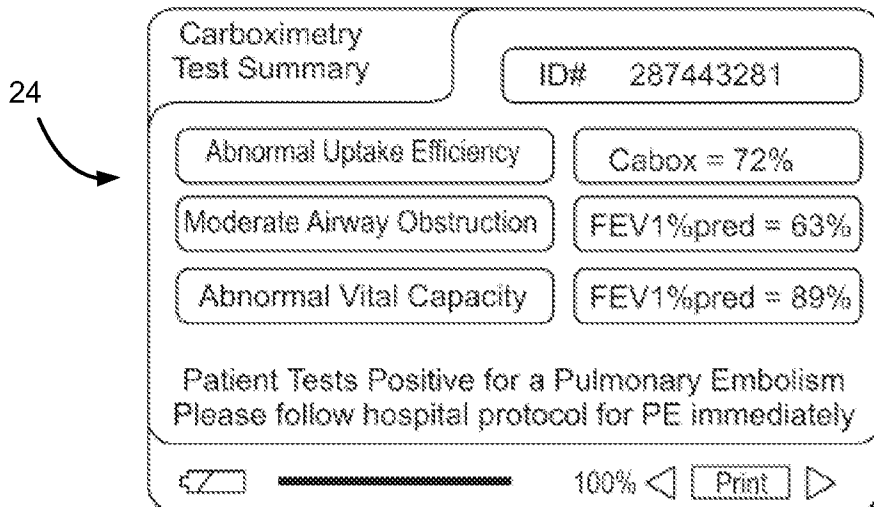 Carboximetry
Test Summary
ID# 287443281
24
Abnormal Uptake Efficiency
Cabox = 72%
Moderate Airway Obstruction
FEV1%pred = 63%
Abnormal Vital Capacity
FEV1%pred = 89%
Patient Tests Positive for a Pulmonary Embolism
Please follow hospital protocol for PE immediately
100%
Print